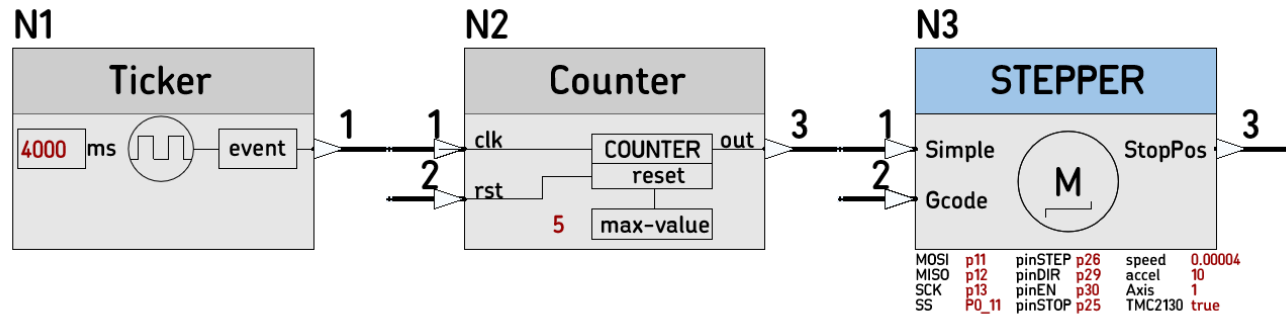 N1 N2 N3
Ticker Counter STEPPER
1 1 3 1 3
4000 ms event clk COUNTER out Simple StopPos
2 rst reset 2 Gcode M
5 max-value
MOSI p11 pinSTEP p26 speed 0.00004
MISO p12 pinDIR p29 accel 10
SCK p13 pinEN p30 Axis 1
SS P0_11 pinSTOP p25 TMC2130 true